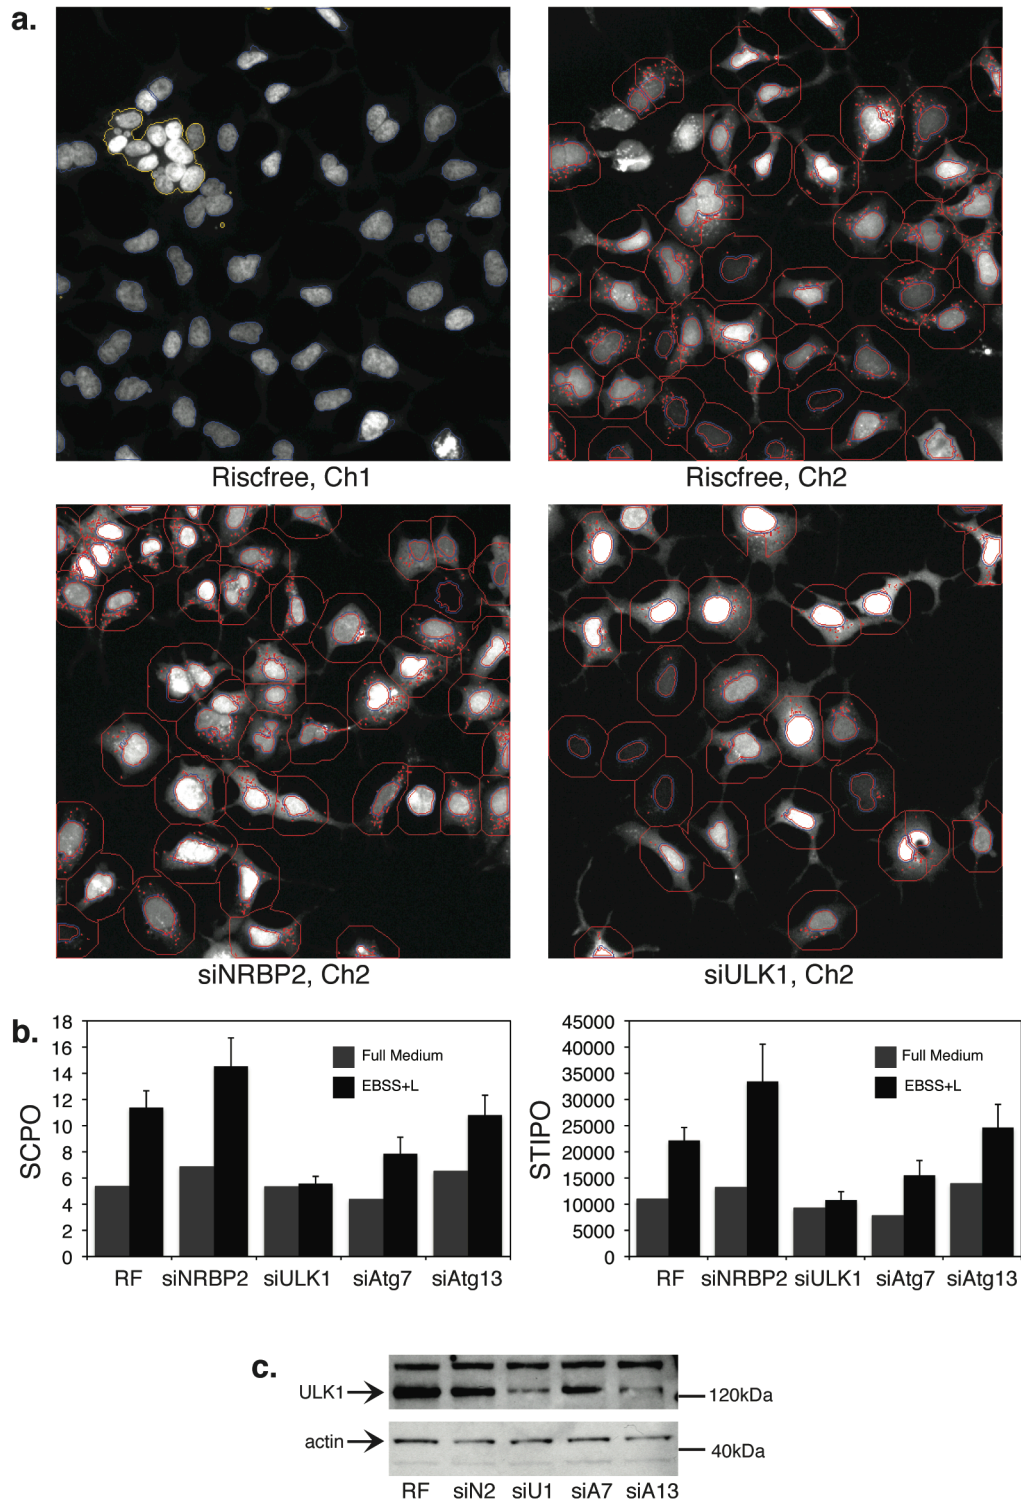 a.
Riscfree, Ch1
Riscfree, Ch2
siNRBP2, Ch2
siULK1, Ch2
b.
SCPO
18
16
14
12
10
8
6
4
2
0
Full Medium
EBSS+L
RF siNRBP2 siULK1 siAtg7 siAtg13
STIPO
45000
40000
35000
30000
25000
20000
15000
10000
5000
0
Full Medium
EBSS+L
RF siNRBP2 siULK1 siAtg7 siAtg13
c.
ULK1
120kDa
actin
40kDa
RF siN2 siU1 siA7 siA13